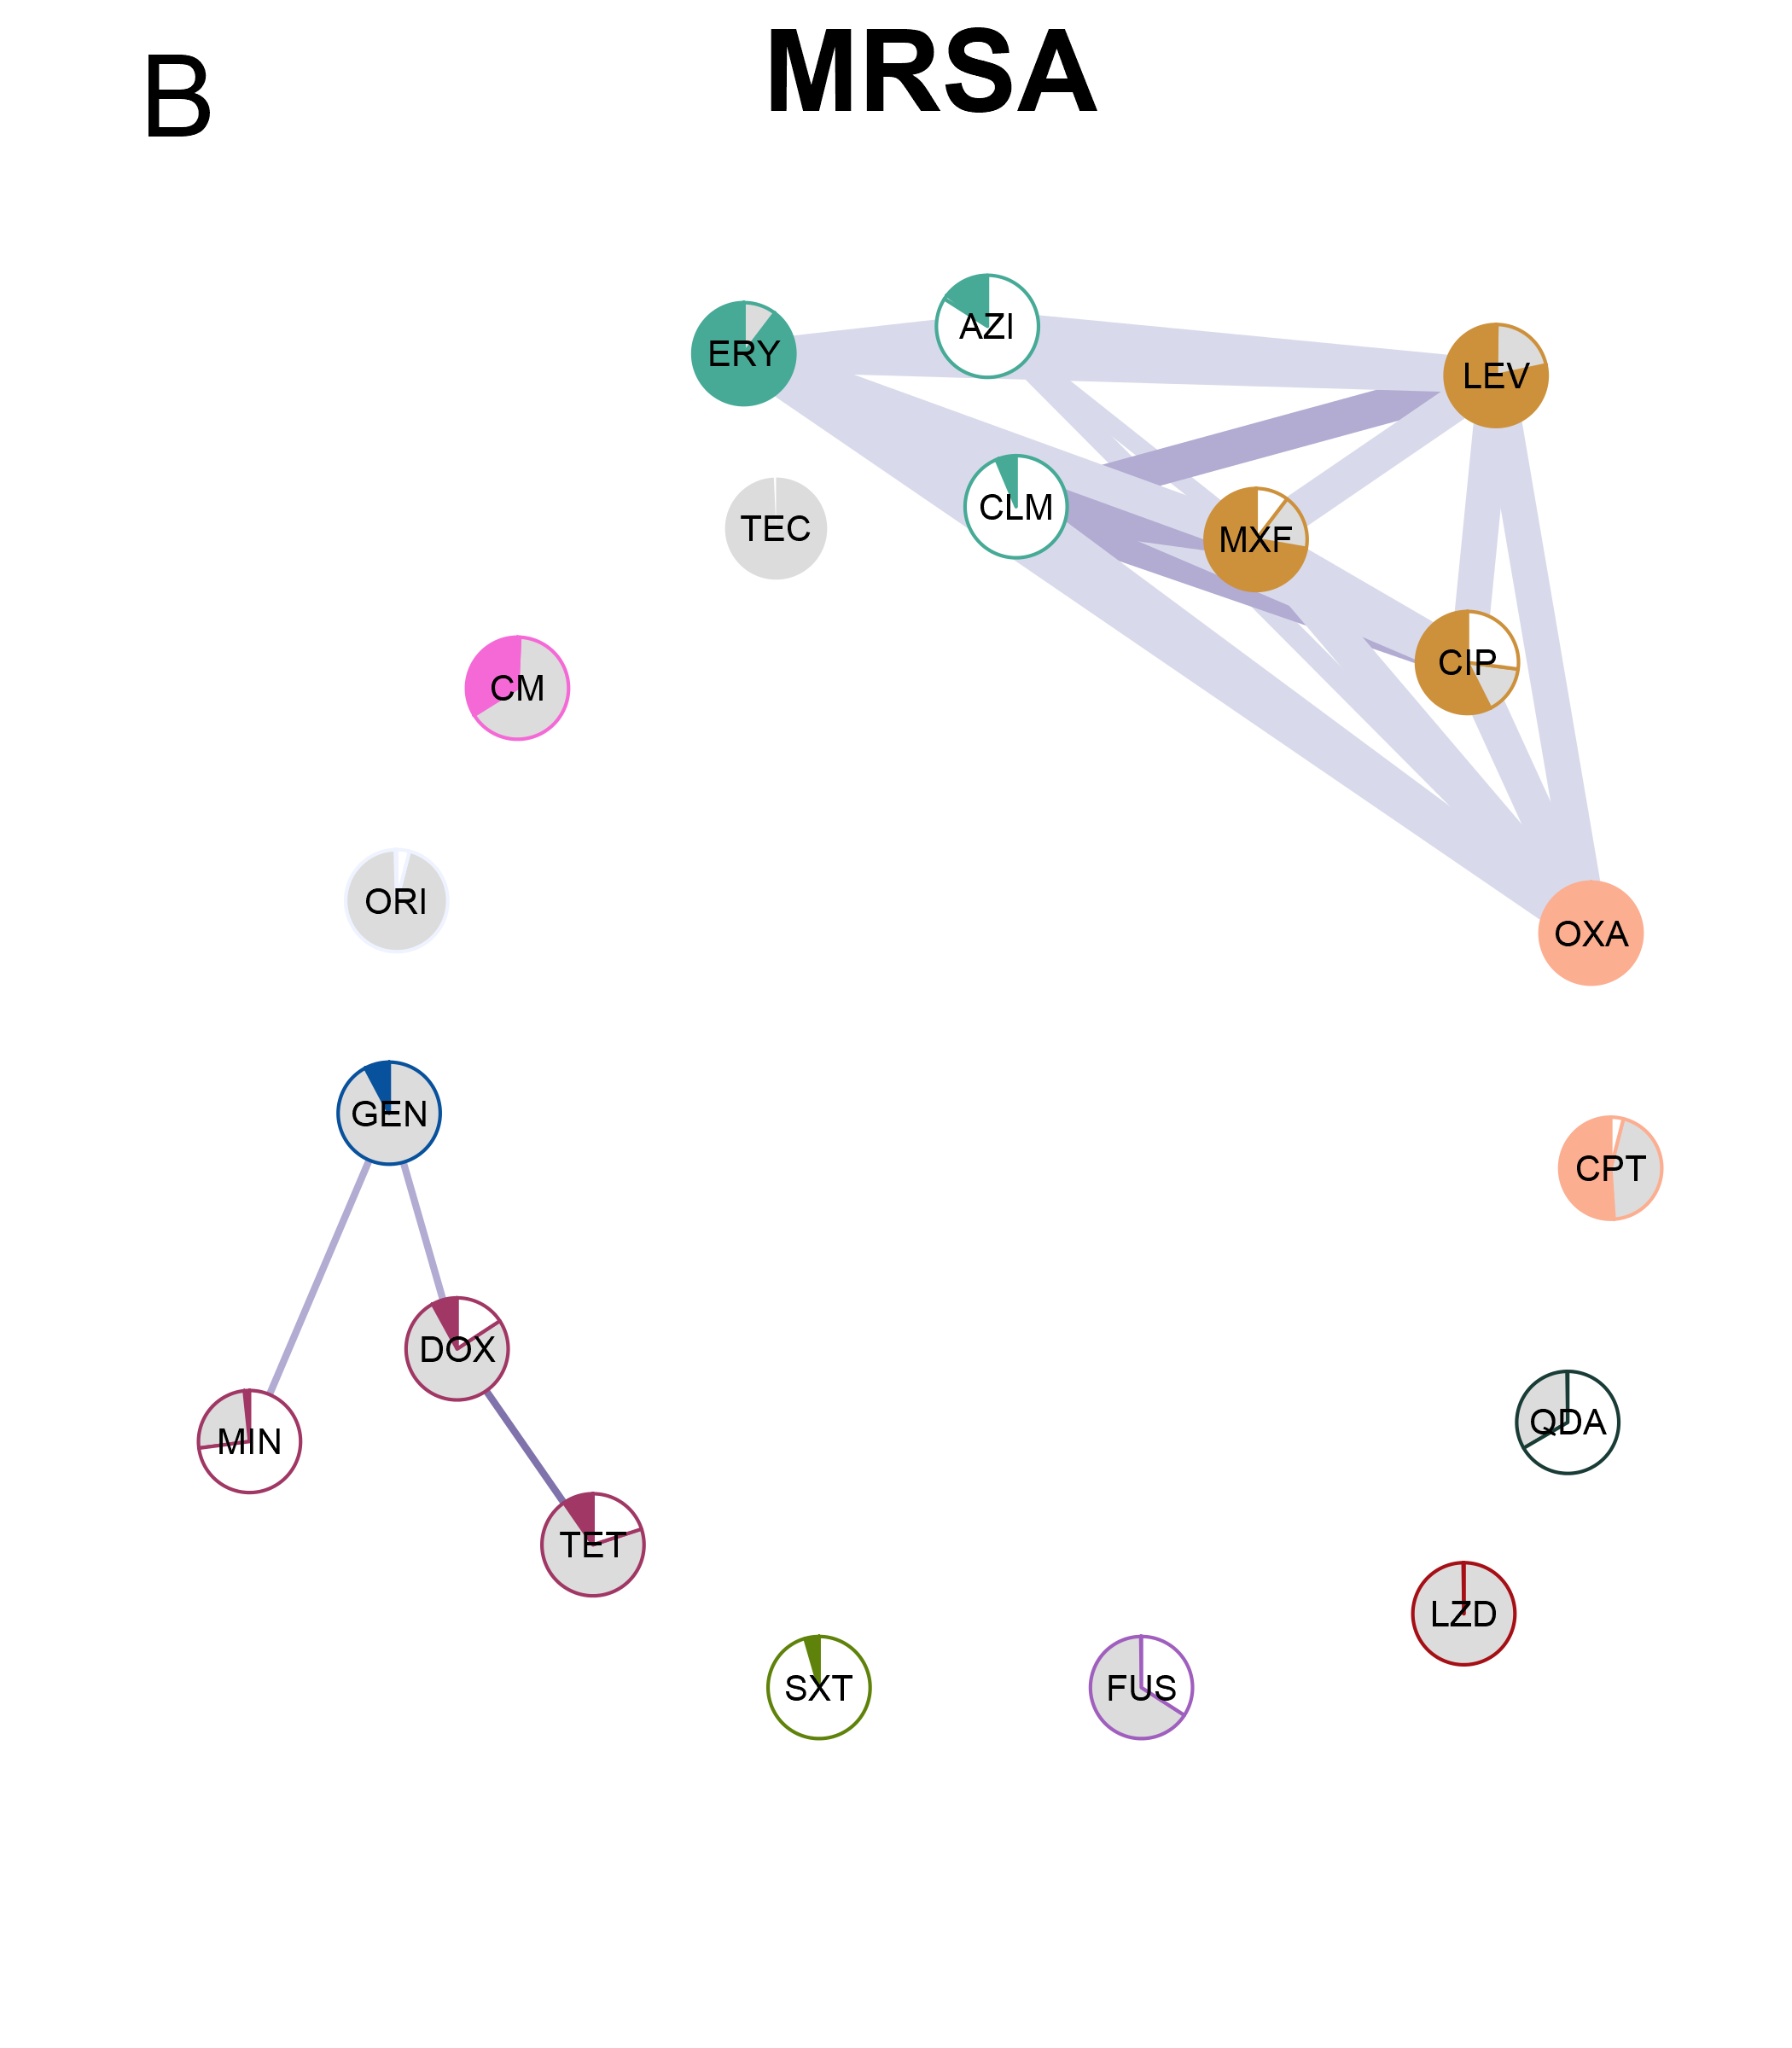 B
MRSA
AZI
ERY
LEV
CLM
TEC
MXF
CIP
CM
ORI
OXA
GEN
CPT
DOX
QDA
MIN
TET
LZD
SXT
FUS